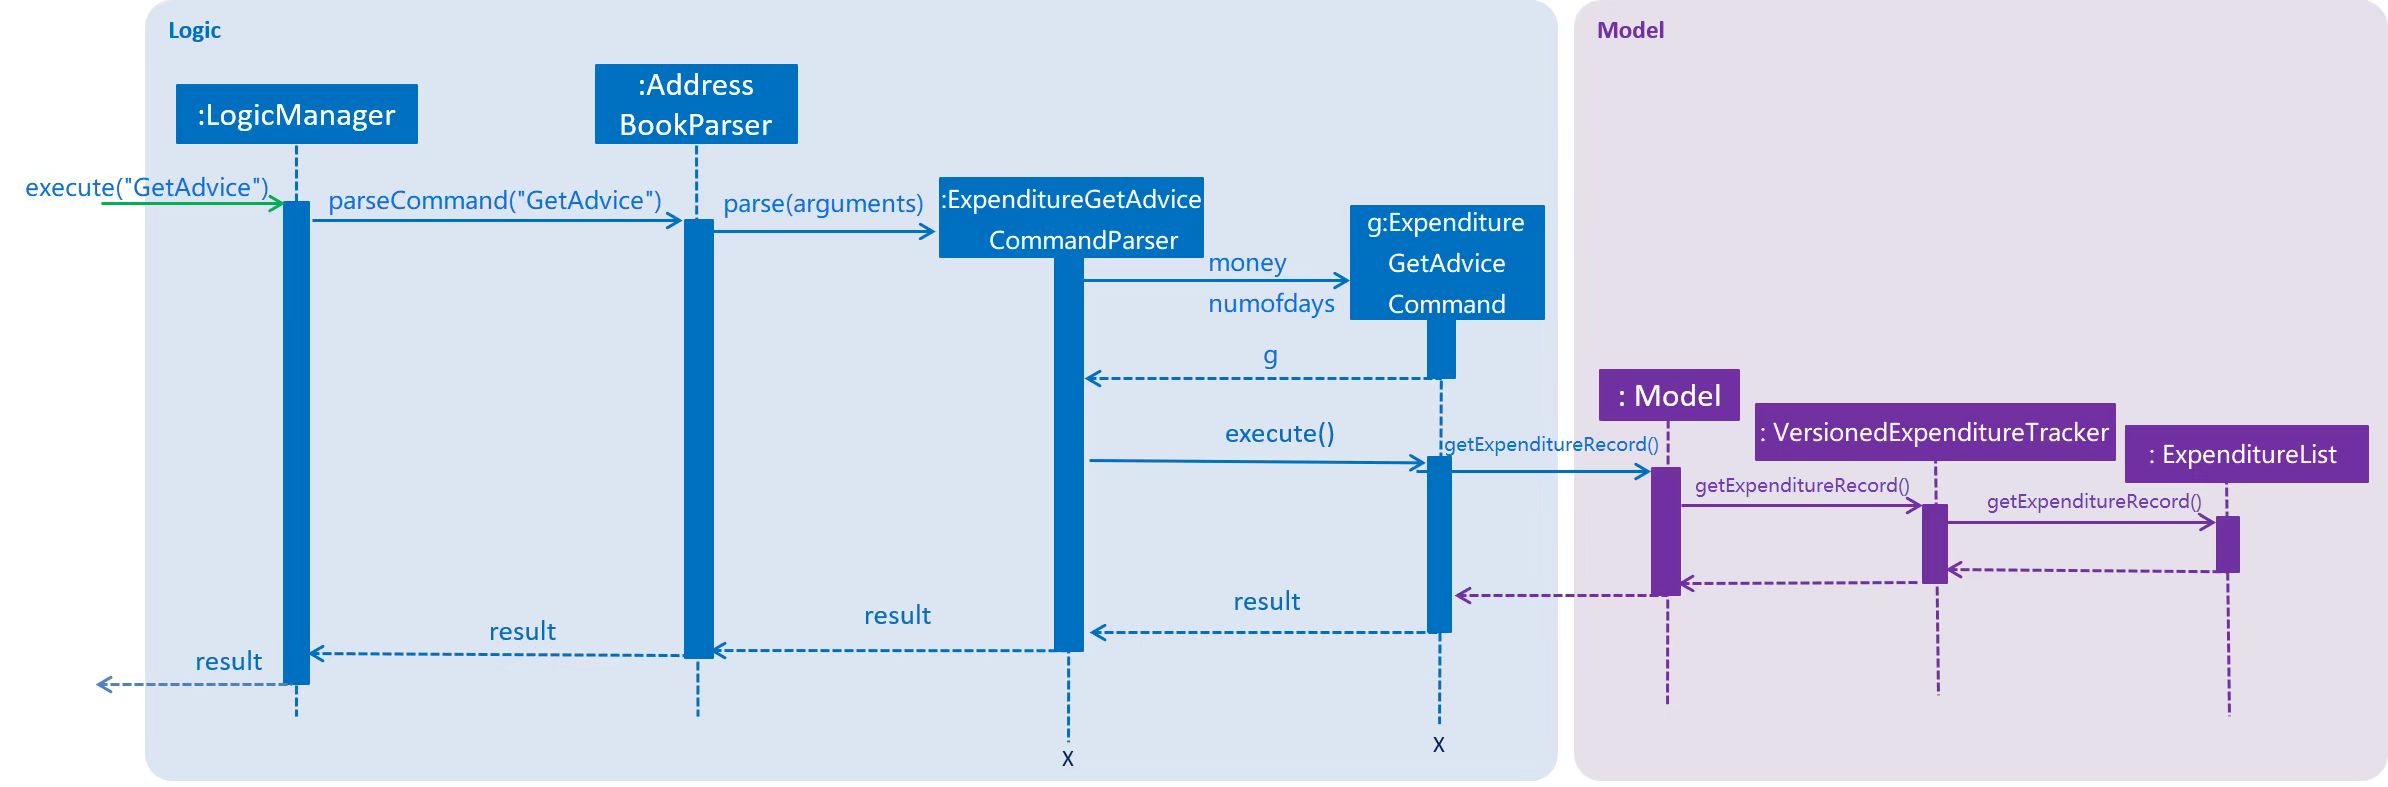 Logic
Model
:LogicManager
:Address
BookParser
execute("GetAdvice")
parseCommand("GetAdvice")
parse(arguments)
:ExpenditureGetAdvice
CommandParser
g:Expenditure
GetAdvice
Command
money
numofdays
g
: Model
: VersionedExpenditureTracker
: ExpenditureList
execute()
getExpenditureRecord()
getExpenditureRecord()
getExpenditureRecord()
result
result
result
result
X
X